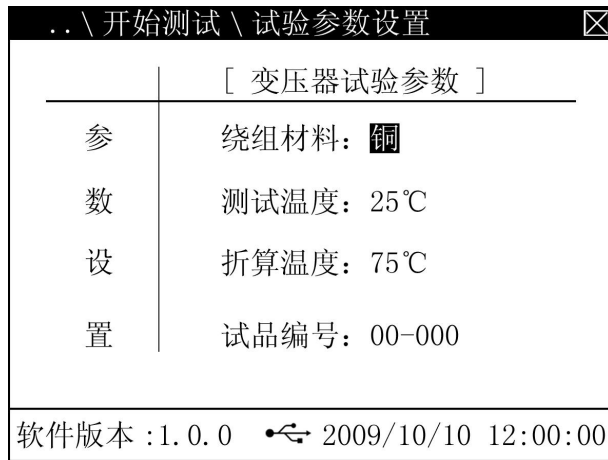 ..\开始测试\试验参数设置
[ 变压器试验参数 ]
参 绕组材料：铜
数 测试温度：25℃
设 折算温度：75℃
置 试品编号：00-000
软件版本:1.0.0 2009/10/10 12:00:00